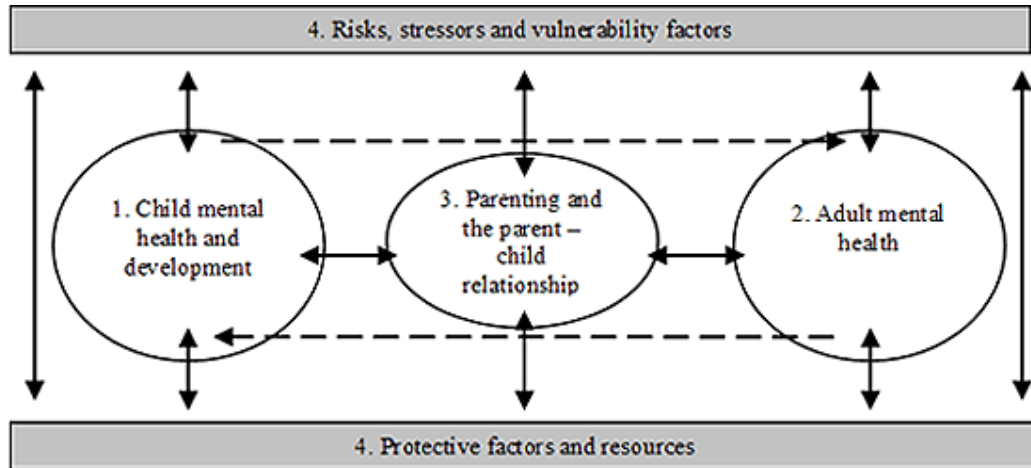 4. Risks, stressors and vulnerability factors
1. Child mental
health and
development
3. Parenting and
the parent –
child
relationship
2. Adult mental
health
4. Protective factors and resources